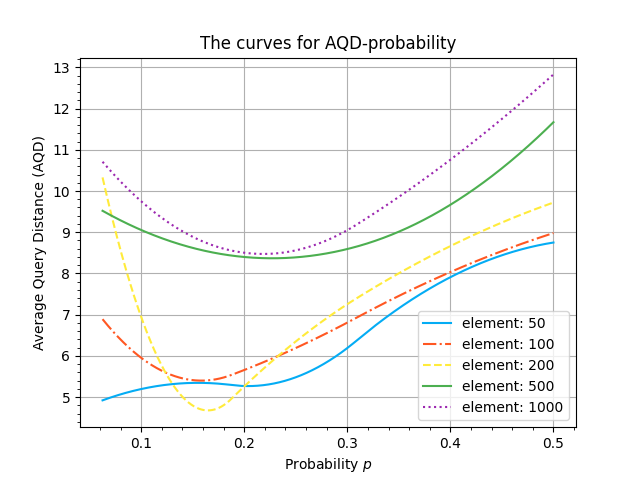 The curves for AQD-probability
Average Query Distance (AQD)
13
12
11
10
9
8
7
6
5
0.1 0.2 0.3 0.4 0.5
Probability p
element: 50
element: 100
element: 200
element: 500
element: 1000